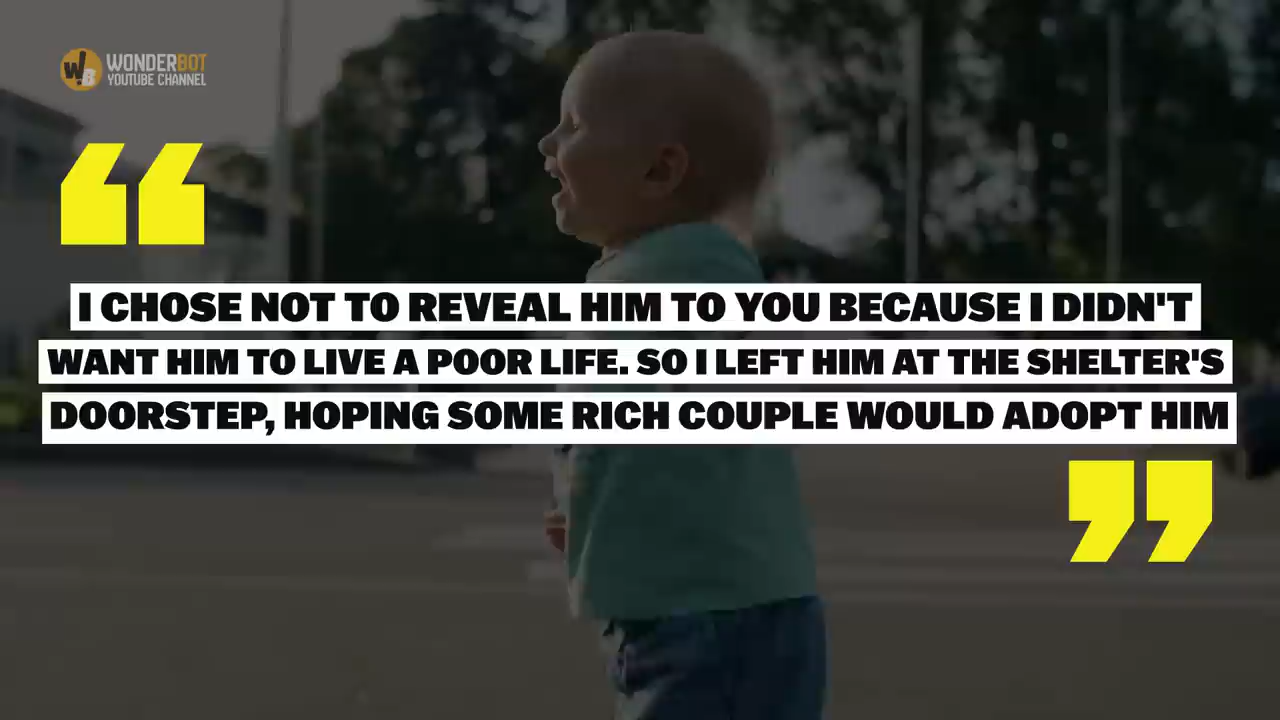 WONDERBOT
YOUTUBE CHANNEL
“
I CHOSE NOT TO REVEAL HIM TO YOU BECAUSE I DIDN'T
WANT HIM TO LIVE A POOR LIFE. SO I LEFT HIM AT THE SHELTER'S
DOORSTEP, HOPING SOME RICH COUPLE WOULD ADOPT HIM
”